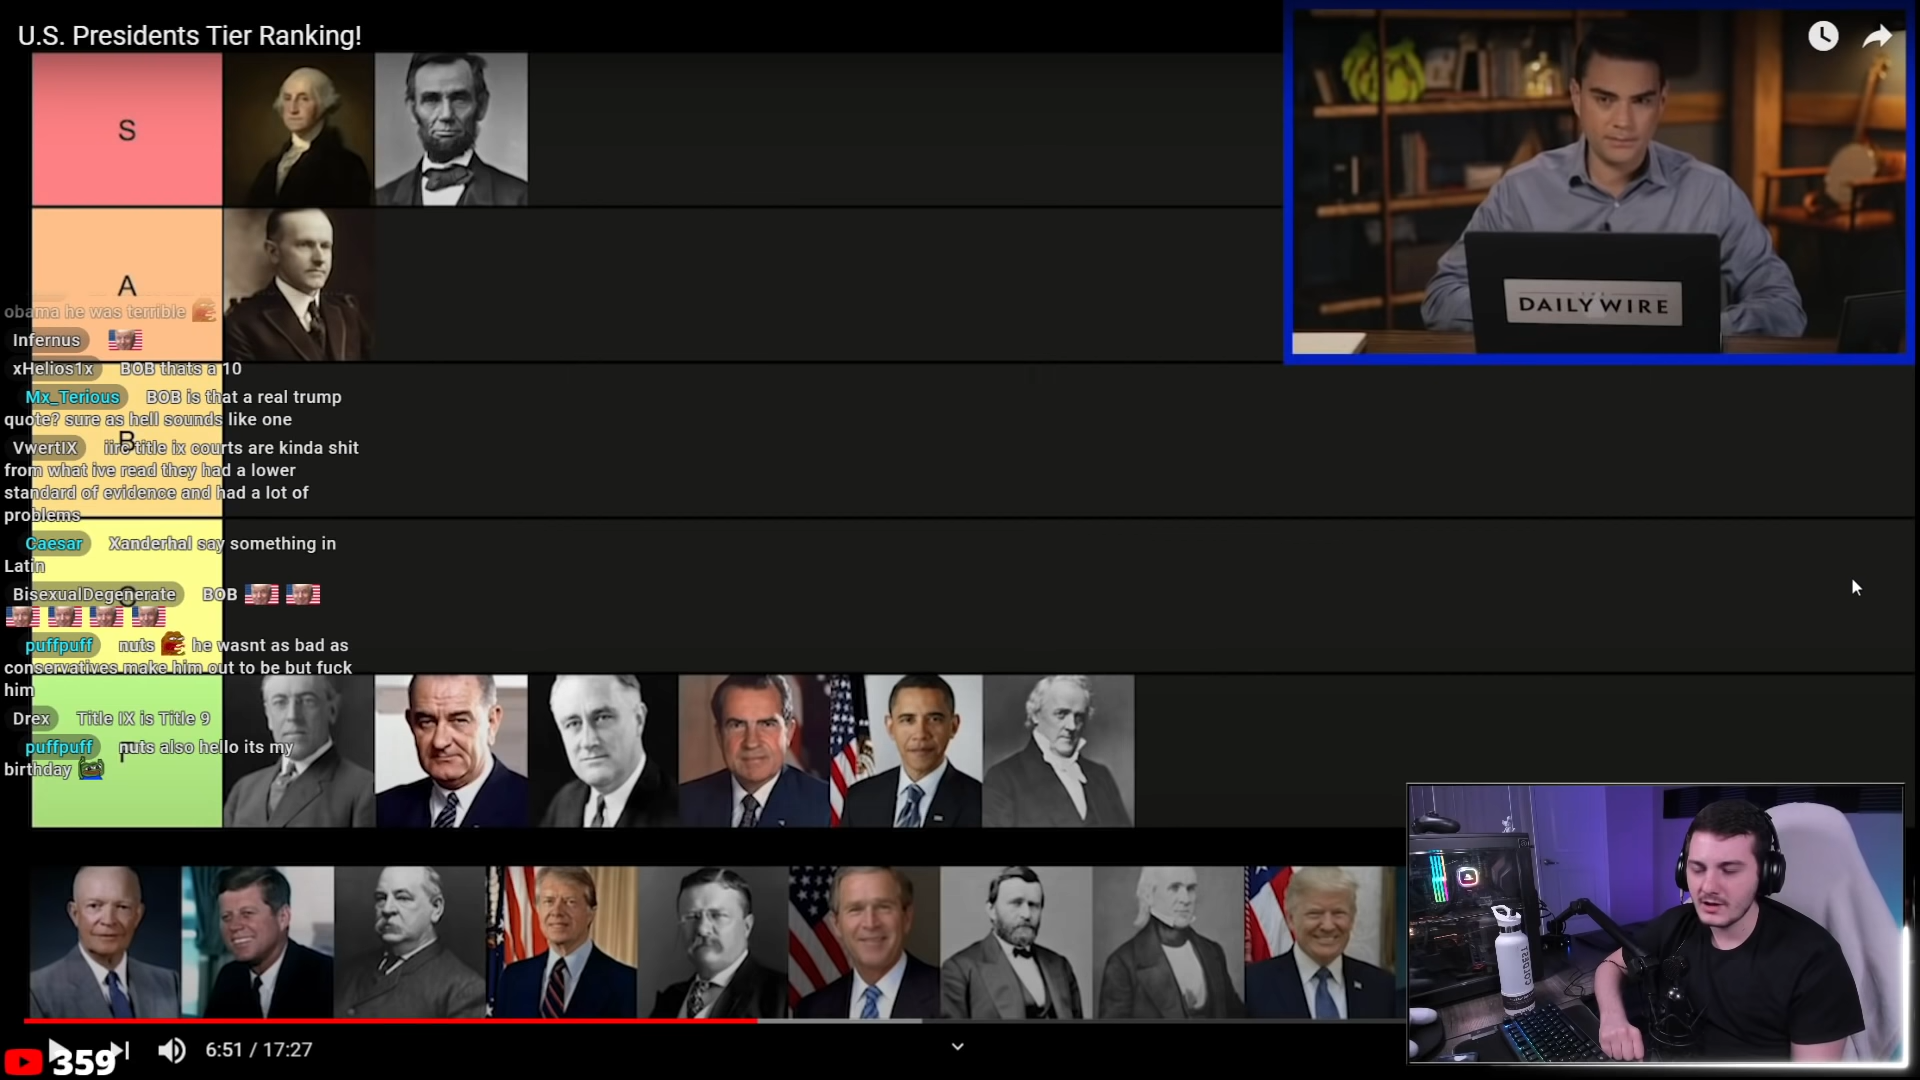 U.S. Presidents Tier Ranking!
S
A
DAILY WIRE
obama he was terrible
Infernus
xHelios1x BOB thats a 10
Mx_Terious BOB is that a real trump
quote? sure as hell sounds like one
B
VwertIX iirc title ix courts are kinda shit
from what ive read they had a lower
standard of evidence and had a lot of
problems
Caesar Xanderhal say something in
Latin
C
BisexualDegenerate BOB
puffpuff nuts he wasnt as bad as
conservatives make him out to be but fuck
him
Drex Title IX is Title 9
puffpuff nuts also hello its my
birthday
F
COLDEST
359
6:51 / 17:27